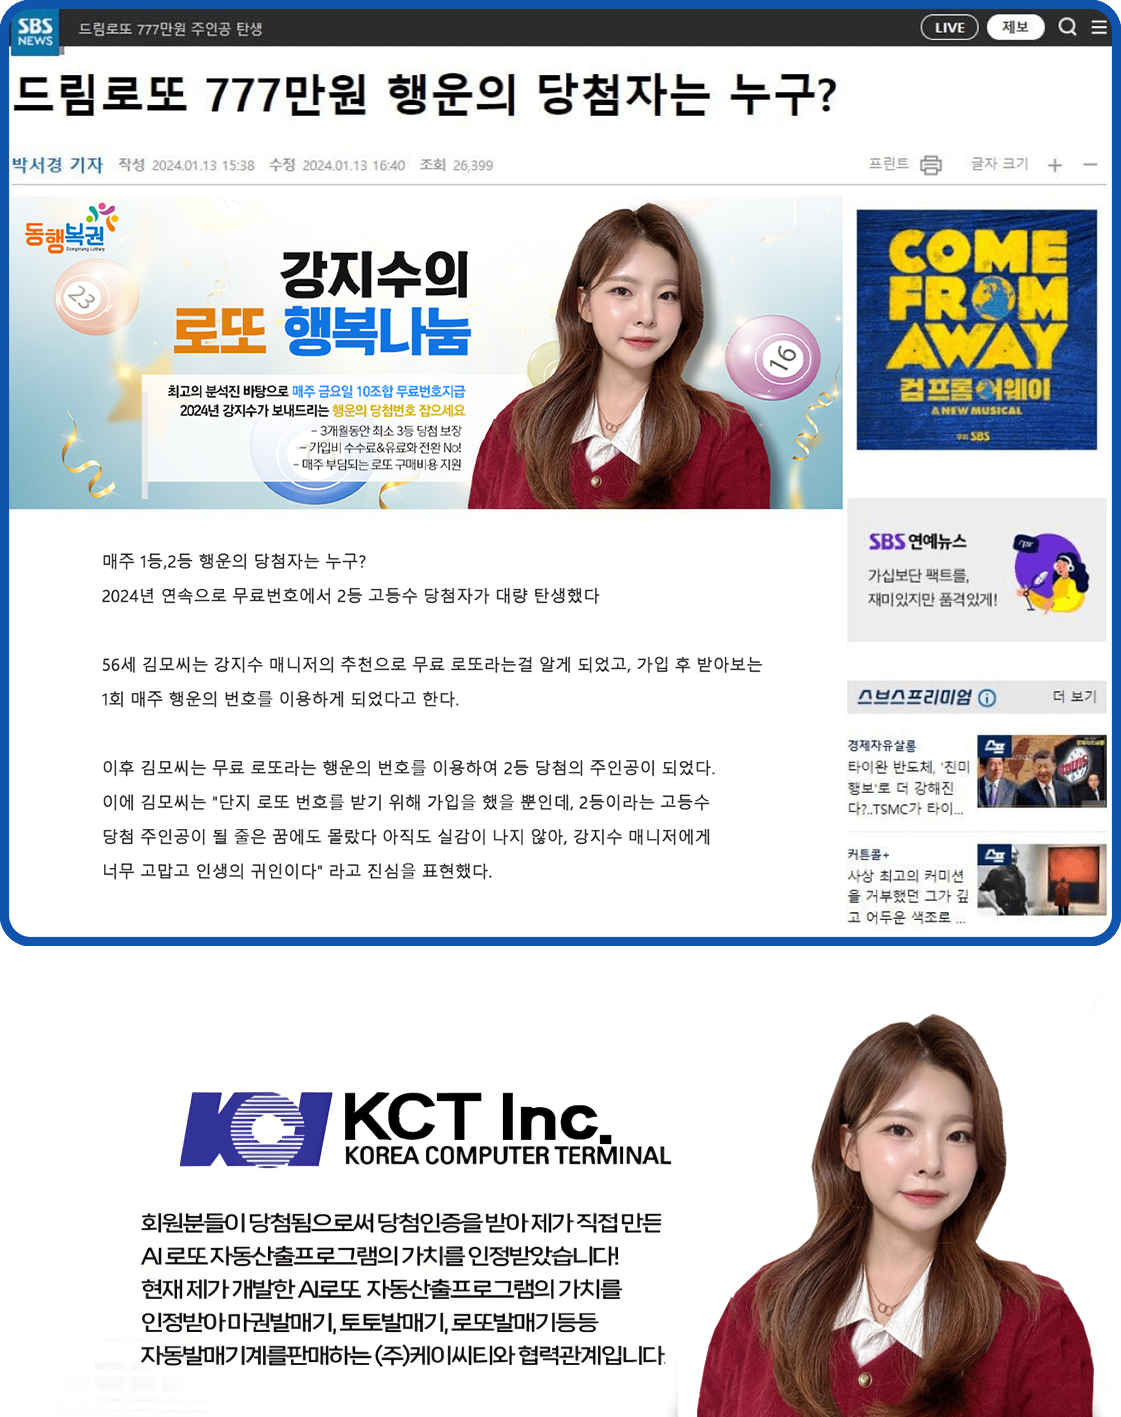 SBS NEWS
드림로또 777만원 주인공 탄생
LIVE
제보
드림로또 777만원 행운의 당첨자는 누구?
박서경 기자 작성 2024.01.13 15:38 수정 2024.01.13 16:40 조회 26,399
프린트 글자 크기 + −
동행복권
DongHang Lottery
23
강지수의
로또 행복나눔
16
최고의 분석진 바탕으로 매주 금요일 10조합 무료번호지급
2024년 강지수가 보내드리는 행운의 당첨번호 잡으세요
- 3개월동안 최소 3등 당첨 보장
- 가입비 수수료&유료화 전환 No!
- 매주 부담되는 로또 구매비용 지원
매주 1등,2등 행운의 당첨자는 누구?
2024년 연속으로 무료번호에서 2등 고등수 당첨자가 대량 탄생했다
56세 김모씨는 강지수 매니저의 추천으로 무료 로또라는걸 알게 되었고, 가입 후 받아보는
1회 매주 행운의 번호를 이용하게 되었다고 한다.
이후 김모씨는 무료 로또라는 행운의 번호를 이용하여 2등 당첨의 주인공이 되었다.
이에 김모씨는 "단지 로또 번호를 받기 위해 가입을 했을 뿐인데, 2등이라는 고등수
당첨 주인공이 될 줄은 꿈에도 몰랐다 아직도 실감이 나지 않아, 강지수 매니저에게
너무 고맙고 인생의 귀인이다" 라고 진심을 표현했다.
COME
FROM
AWAY
컴 프롬 어웨이
A NEW MUSICAL
SBS
SBS 연예뉴스
가십보단 팩트를,
재미있지만 품격있게!
스브스프리미엄
더 보기
경제자유살롱
타이완 반도체, '친미
행보'로 더 강해진
다?..TSMC가 타이...
스프
커튼콜+
사상 최고의 커미션
을 거부했던 그가 깊
고 어두운 색조로 ...
스프
KCT Inc.
KOREA COMPUTER TERMINAL
회원분들이 당첨됨으로써 당첨인증을 받아 제가 직접 만든
AI 로또 자동산출프로그램의 가치를 인정받았습니다!
현재 제가 개발한 AI로또 자동산출프로그램의 가치를
인정받아 마권발매기, 토토발매기, 로또발매기등등
자동발매기계를판매하는 (주)케이씨티와 협력관계입니다.